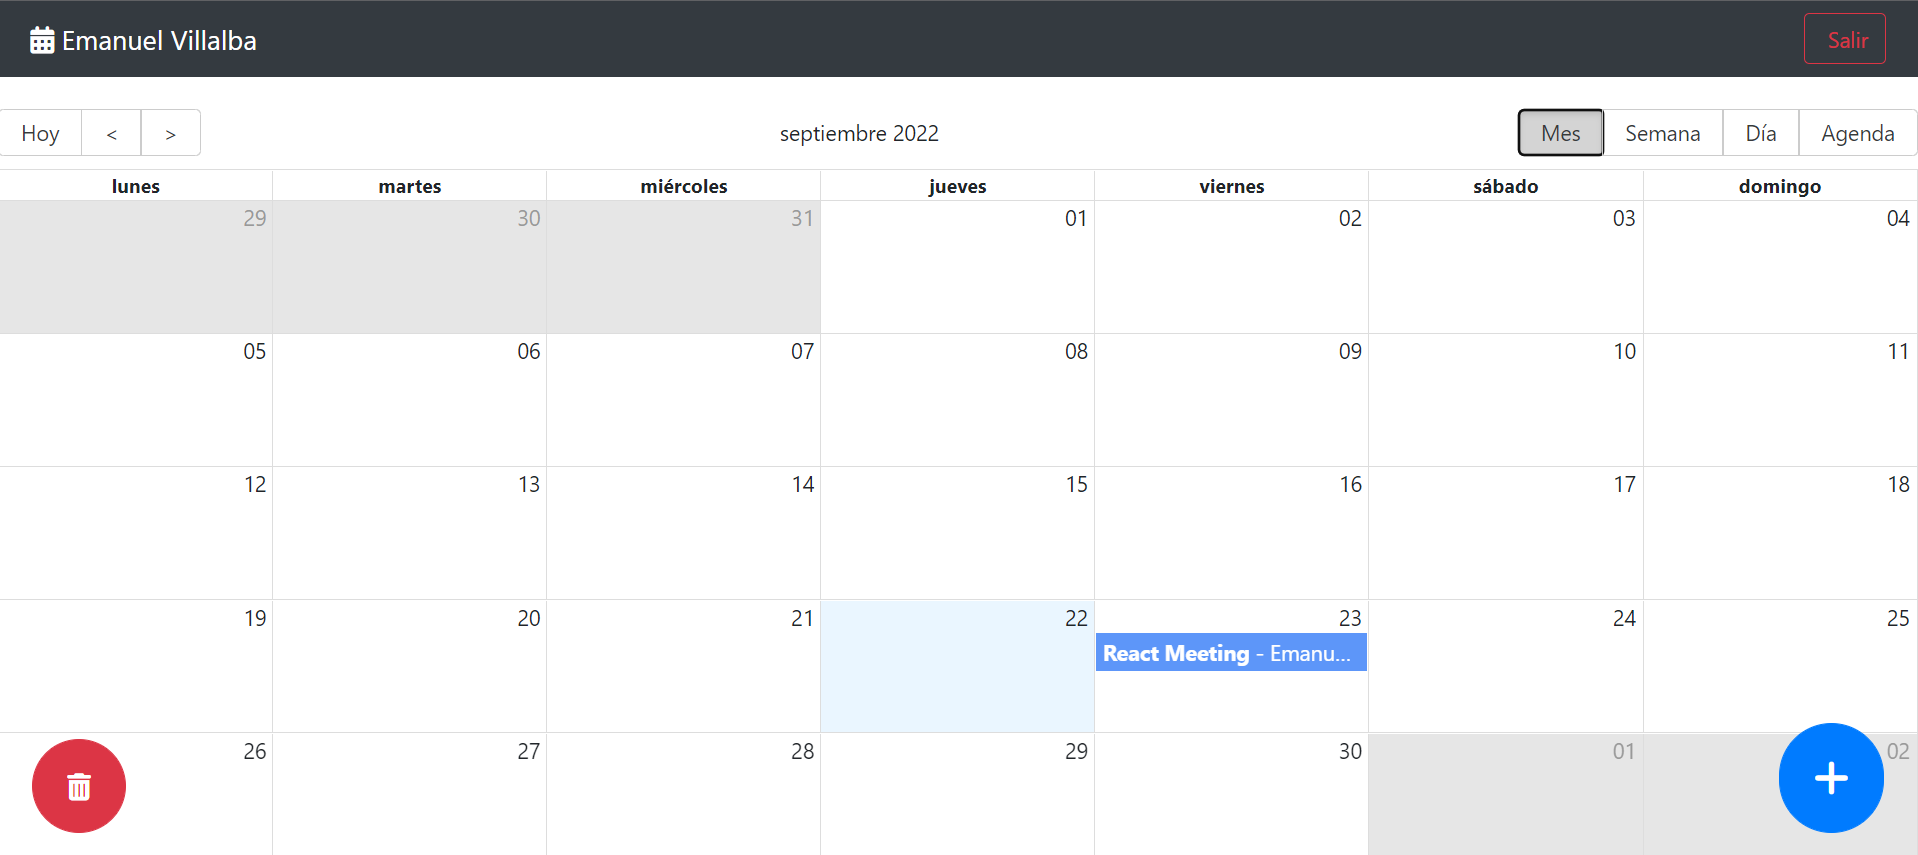 Emanuel Villalba Salir
Hoy < > septiembre 2022 Mes Semana Día Agenda
lunes martes miércoles jueves viernes sábado domingo
29 30 31 01 02 03 04
05 06 07 08 09 10 11
12 13 14 15 16 17 18
19 20 21 22 23 24 25
React Meeting - Emanu...
26 27 28 29 30 01 02